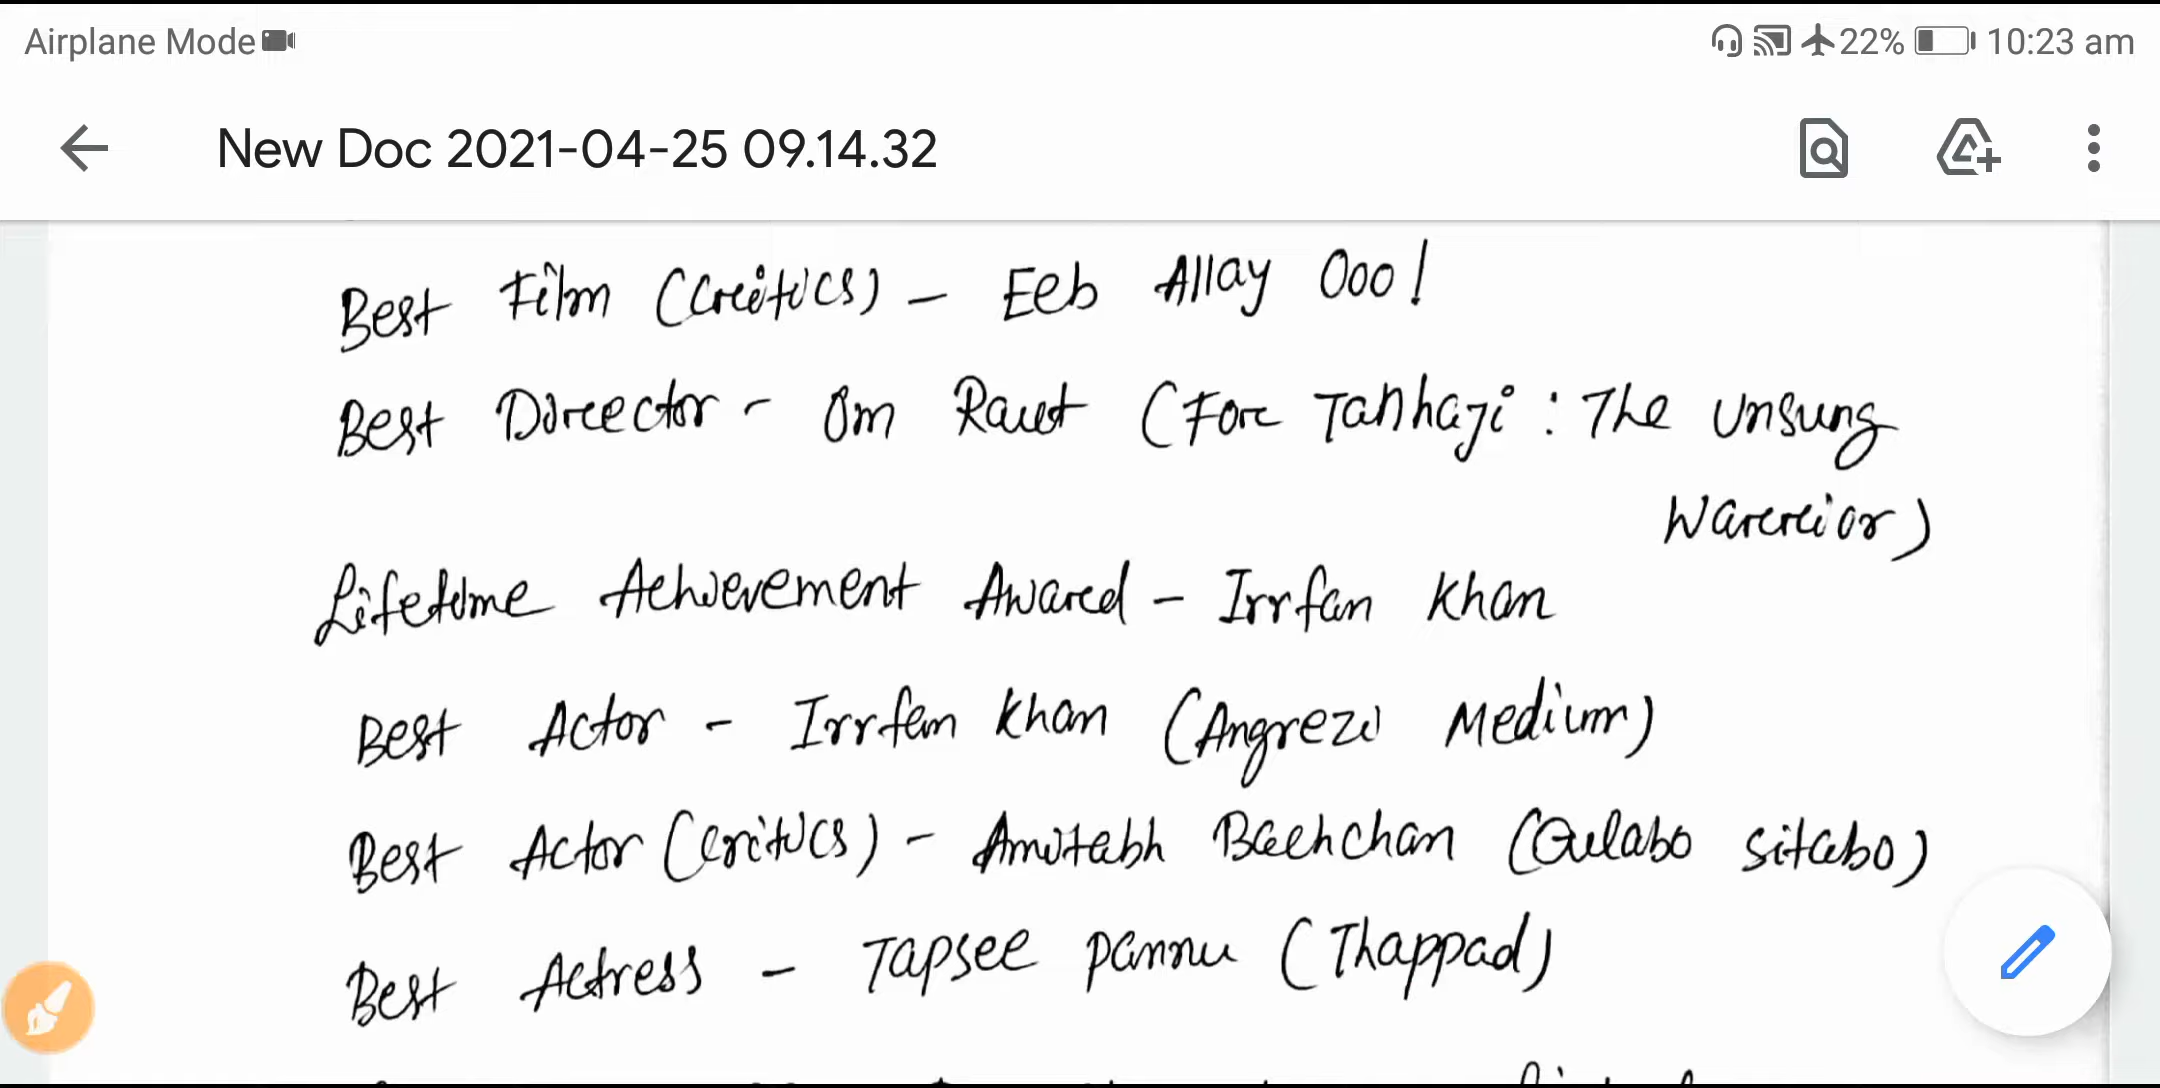 Airplane Mode 22% 10:23 am
New Doc 2021-04-25 09.14.32
Best Film (Critics) - Eeb Allay Ooo!
Best Director - Om Raut (For Tanhaji : The Unsung
Warrior)
Lifetime Achievement Award - Irrfan Khan
Best Actor - Irrfan Khan (Angrezi Medium)
Best Actor (Critics) - Amitabh Bachchan (Gulabo Sitabo)
Best Actress - Tapsee Pannu (Thappad)